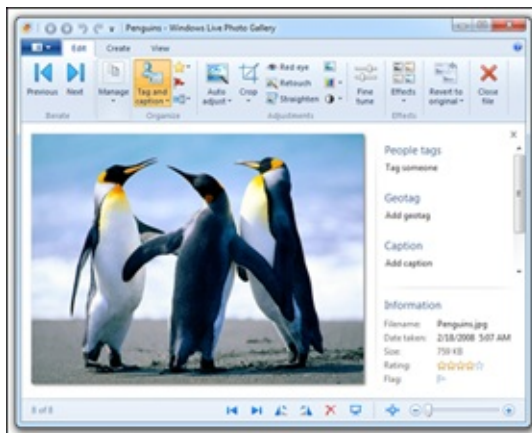 Penguins - Windows Live Photo Gallery
Edit Create View
Previous Next Manage Tag and caption Auto adjust Crop Red eye Retouch Straighten Fine tune Effects Revert to original Close file
Organize Adjustments Effects
People tags
Tag someone
Geotag
Add geotag
Caption
Add caption
Information
Filename: Penguins.jpg
Date taken: 2/18/2008 5:07 AM
Size: 759 KB
Rating:
Flag:
8 of 8